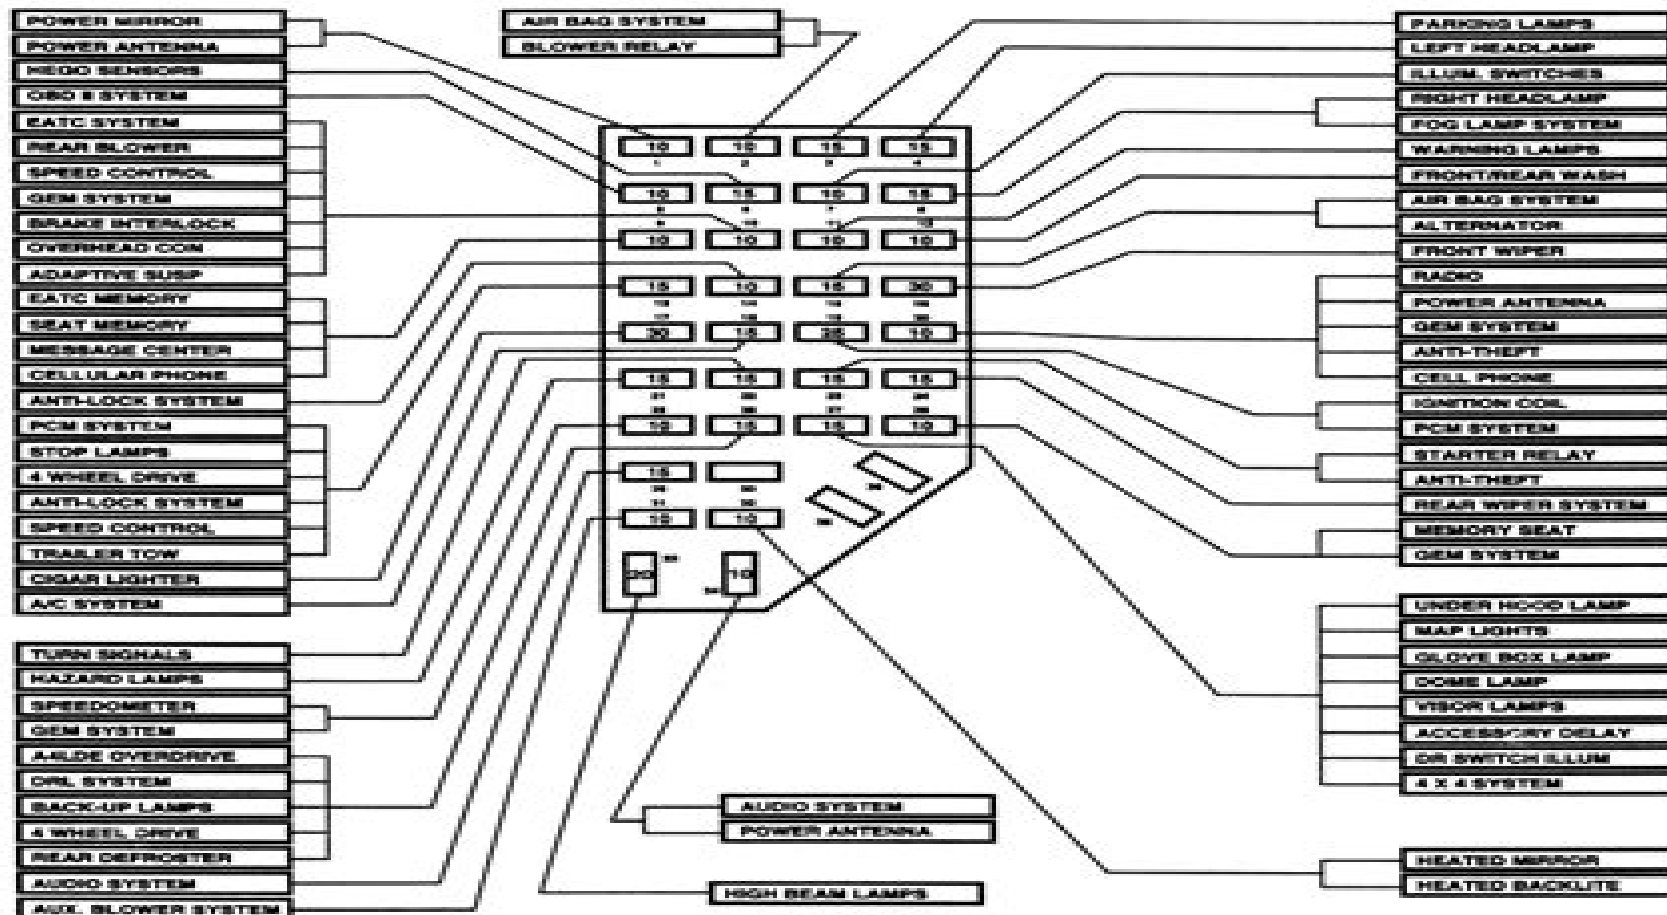 POWER MIRROR
POWER ANTENNA
HEGO SENSORS
OBD II SYSTEM
EATC SYSTEM
REAR BLOWER
SPEED CONTROL
GEM SYSTEM
BRAKE INTERLOCK
OVERHEAD CON
ADAPTIVE SUSP
EATC MEMORY
SEAT MEMORY
MESSAGE CENTER
CELLULAR PHONE
ANTI-LOCK SYSTEM
PCM SYSTEM
STOP LAMPS
4 WHEEL DRIVE
ANTI-LOCK SYSTEM
SPEED CONTROL
TRAILER TOW
CIGAR LIGHTER
A/C SYSTEM
TURN SIGNALS
HAZARD LAMPS
SPEEDOMETER
GEM SYSTEM
OVERDRIVE
DRL SYSTEM
BACK-UP LAMPS
4 WHEEL DRIVE
REAR DEFROSTER
AUDIO SYSTEM
AUX. BLOWER SYSTEM
AIR BAG SYSTEM
BLOWER RELAY
10 10 15 15
1 2 3 4
10 15 10 15
10 10 10 10
15 10 15 30
30 15 25 10
15 15 15 15
10 15 15 10
15
10 10
20 10
AUDIO SYSTEM
POWER ANTENNA
HIGH BEAM LAMPS
PARKING LAMPS
LEFT HEADLAMP
ILLUM. SWITCHES
RIGHT HEADLAMP
FOG LAMP SYSTEM
WARNING LAMPS
FRONT/REAR WASH
AIR BAG SYSTEM
ALTERNATOR
FRONT WIPER
RADIO
POWER ANTENNA
GEM SYSTEM
ANTI-THEFT
CELL PHONE
IGNITION COIL
PCM SYSTEM
STARTER RELAY
ANTI-THEFT
REAR WIPER SYSTEM
MEMORY SEAT
GEM SYSTEM
UNDER HOOD LAMP
MAP LIGHTS
GLOVE BOX LAMP
DOME LAMP
VISOR LAMPS
ACCESSORY DELAY
DR SWITCH ILLUM
4 X 4 SYSTEM
HEATED MIRROR
HEATED BACKLITE